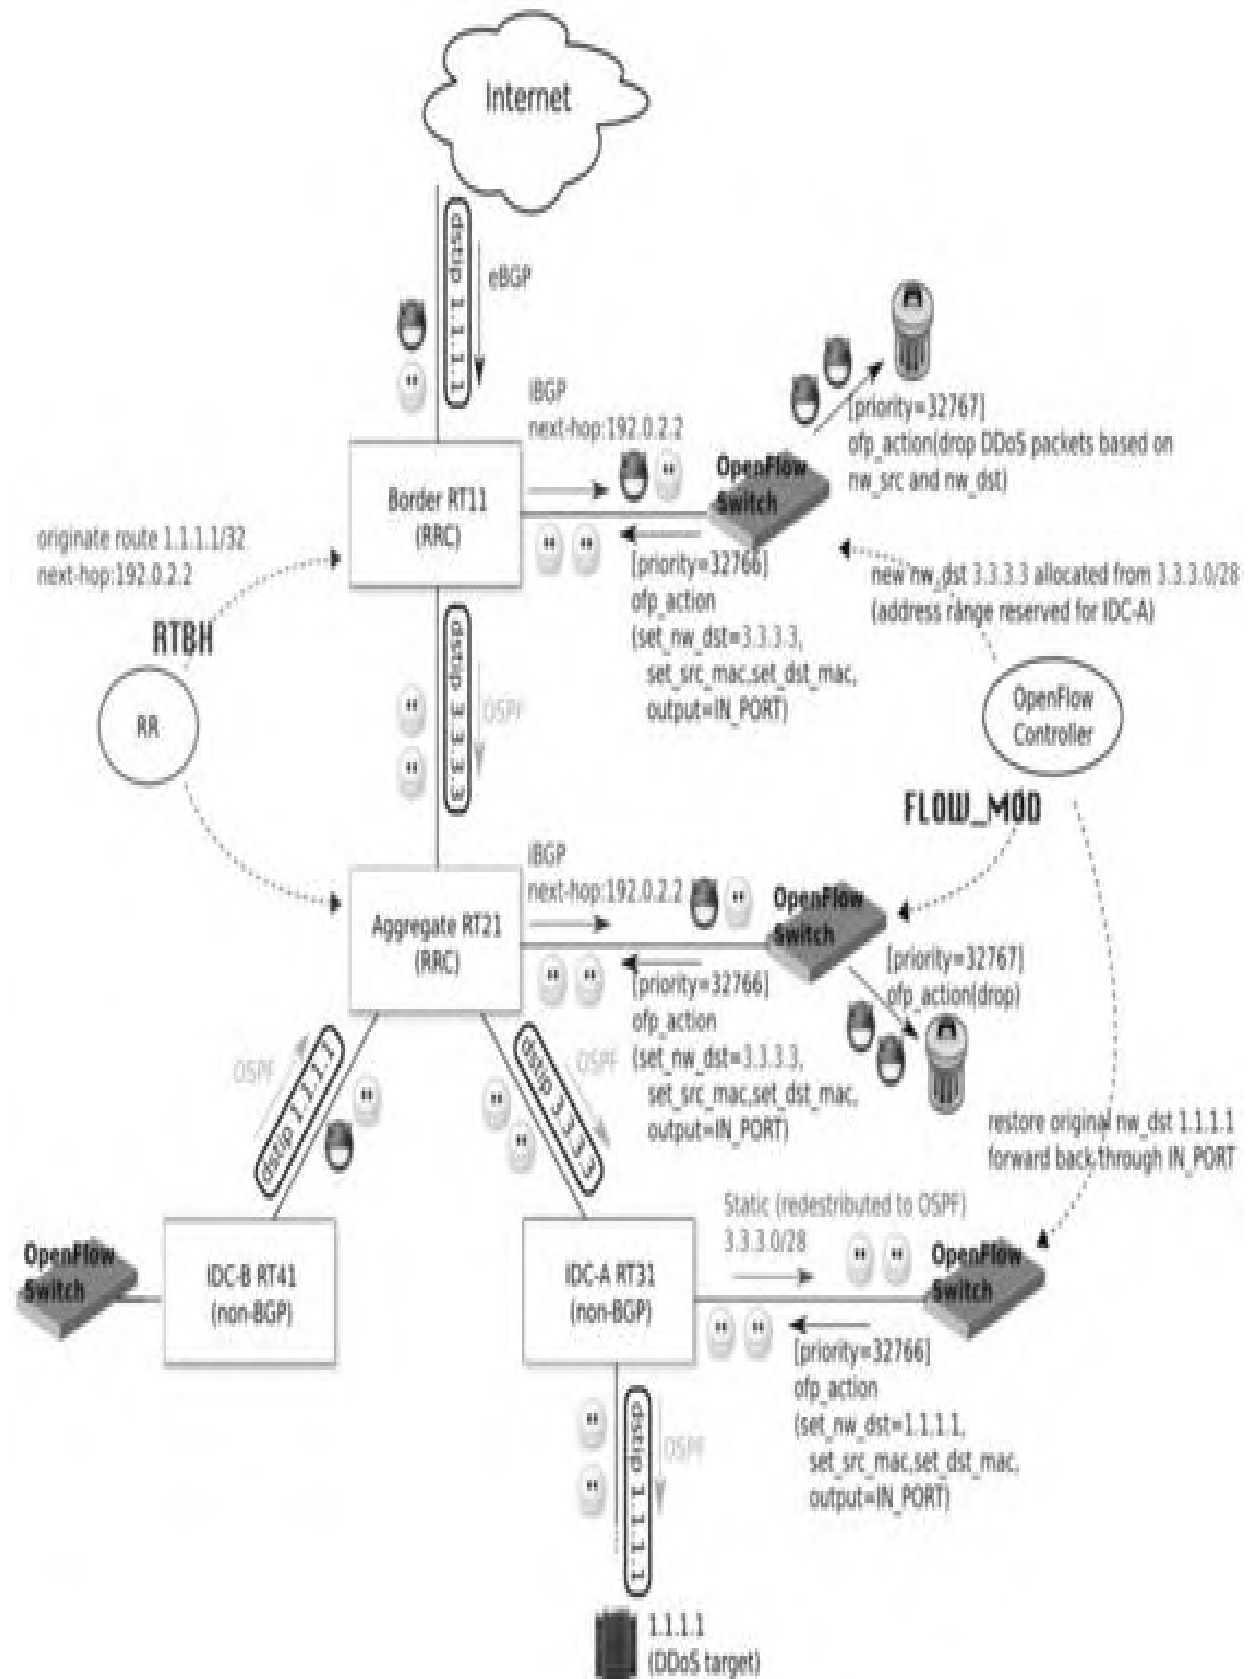 Internet
dstip 1.1.1.1
eBGP
iBGP
next-hop:192.0.2.2
OpenFlow
Switch
[priority=32767]
ofp_action(drop DDoS packets based on
nw_src and nw_dst)
Border RT11
(RRC)
originate route 1.1.1.1/32
next-hop:192.0.2.2
[priority=32766]
ofp_action
(set_nw_dst=3.3.3.3,
set_src_mac,set_dst_mac,
output=IN_PORT)
new nw_dst 3.3.3.3 allocated from 3.3.3.0/28
(address range reserved for IDC-A)
RTBH
RR
dstip 3.3.3.3
OSPF
OpenFlow
Controller
FLOW_MOD
iBGP
next-hop:192.0.2.2
OpenFlow
Switch
Aggregate RT21
(RRC)
[priority=32766]
ofp_action
(set_nw_dst=3.3.3.3,
set_src_mac,set_dst_mac,
output=IN_PORT)
[priority=32767]
ofp_action(drop)
OSPF
dstip 1.1.1.1
dstip 3.3.3.3
OSPF
restore original nw_dst 1.1.1.1
forward back through IN_PORT
OpenFlow
Switch
IDC-B RT41
(non-BGP)
IDC-A RT31
(non-BGP)
Static (redestributed to OSPF)
3.3.3.0/28
OpenFlow
Switch
[priority=32766]
ofp_action
(set_nw_dst=1.1.1.1,
set_src_mac,set_dst_mac,
output=IN_PORT)
dstip 1.1.1.1
OSPF
1.1.1.1
(DDoS target)